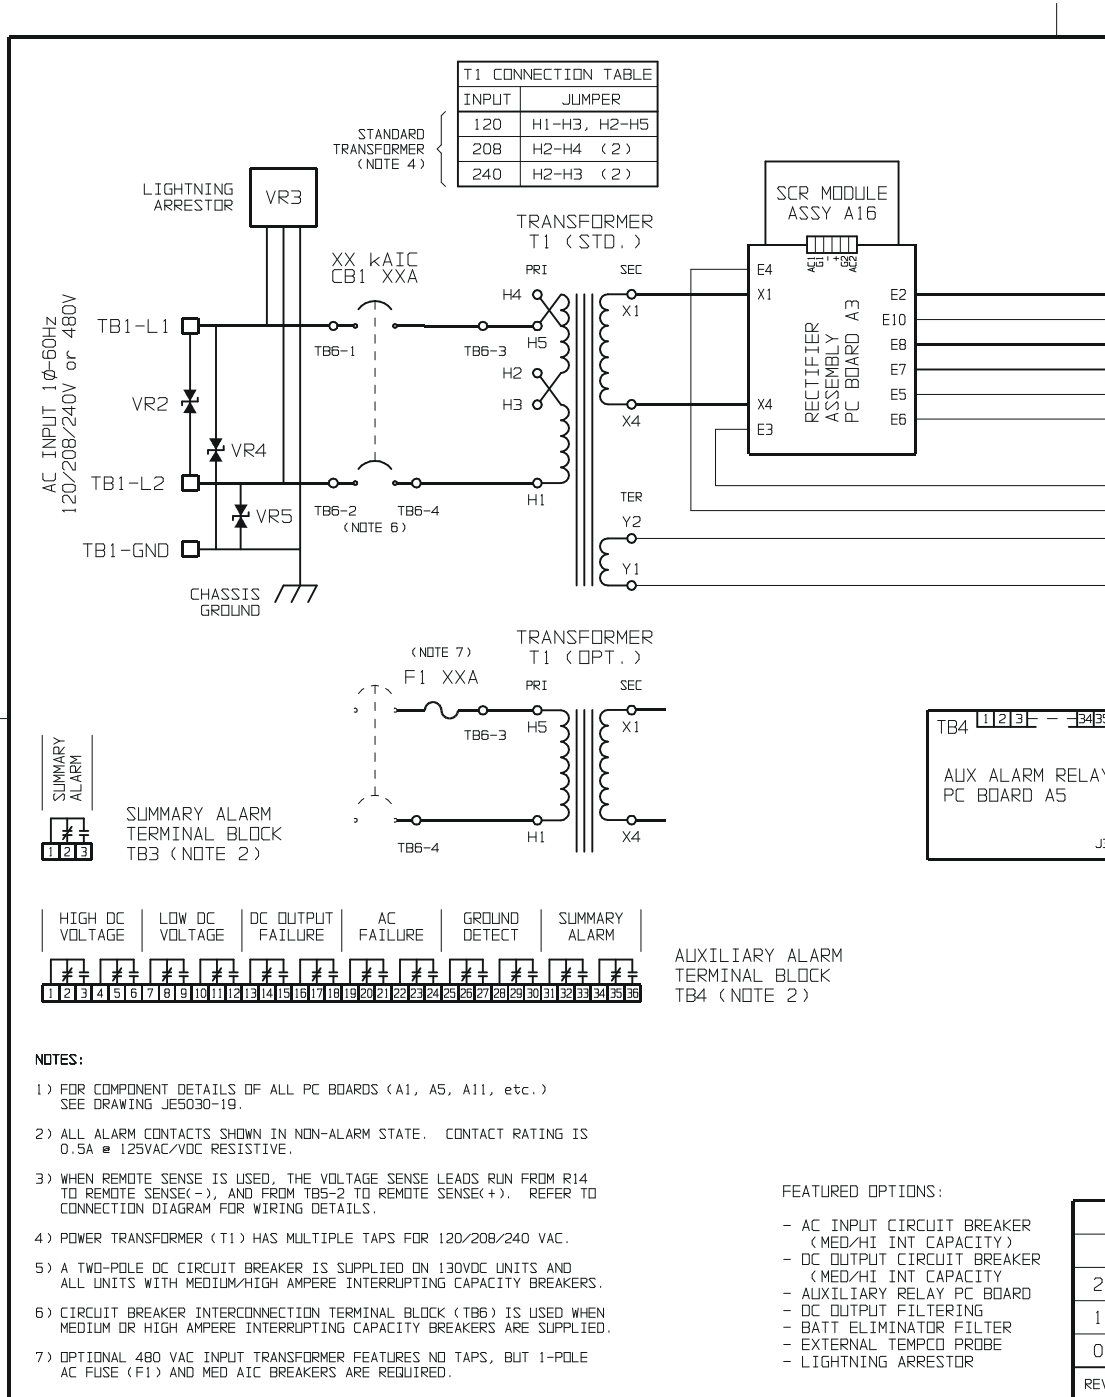 T1 CONNECTION TABLE
INPUT JUMPER
120 H1-H3, H2-H5
208 H2-H4 (2)
240 H2-H3 (2)
STANDARD
TRANSFORMER
(NOTE 4)
LIGHTNING
ARRESTOR
VR3
XX kAIC
CB1 XXA
TRANSFORMER
T1 (STD.)
PRI
SEC
H4
H5
H2
H3
H1
X1
X4
TER
Y2
Y1
SCR MODULE
ASSY A16
AC1
G1
-
+
G2
AC2
E4
X1
X4
E3
RECTIFIER
ASSEMBLY
PC BOARD A3
E2
E10
E8
E7
E5
E6
AC INPUT 1Ø-60Hz
120/208/240V or 480V
TB1-L1
TB6-1
TB6-3
VR2
VR4
TB1-L2
VR5
TB6-2
TB6-4
(NOTE 6)
TB1-GND
CHASSIS
GROUND
TRANSFORMER
T1 (OPT.)
(NOTE 7)
F1 XXA
PRI
SEC
TB6-3
H5
X1
TB6-4
H1
X4
TB4
1 2 3 - - 34 35
AUX ALARM RELAY
PC BOARD A5
SUMMARY
ALARM
1 2 3
SUMMARY ALARM
TERMINAL BLOCK
TB3 (NOTE 2)
HIGH DC
VOLTAGE
LOW DC
VOLTAGE
DC OUTPUT
FAILURE
AC
FAILURE
GROUND
DETECT
SUMMARY
ALARM
1 2 3 4 5 6 7 8 9 10 11 12 13 14 15 16 17 18 19 20 21 22 23 24 25 26 27 28 29 30 31 32 33 34 35 36
AUXILIARY ALARM
TERMINAL BLOCK
TB4 (NOTE 2)
NOTES:
1) FOR COMPONENT DETAILS OF ALL PC BOARDS (A1, A5, A11, etc.)
SEE DRAWING JE5030-19.
2) ALL ALARM CONTACTS SHOWN IN NON-ALARM STATE. CONTACT RATING IS
0.5A @ 125VAC/VDC RESISTIVE.
3) WHEN REMOTE SENSE IS USED, THE VOLTAGE SENSE LEADS RUN FROM R14
TO REMOTE SENSE(-), AND FROM TB5-2 TO REMOTE SENSE(+). REFER TO
CONNECTION DIAGRAM FOR WIRING DETAILS.
4) POWER TRANSFORMER (T1) HAS MULTIPLE TAPS FOR 120/208/240 VAC.
5) A TWO-POLE DC CIRCUIT BREAKER IS SUPPLIED ON 130VDC UNITS AND
ALL UNITS WITH MEDIUM/HIGH AMPERE INTERRUPTING CAPACITY BREAKERS.
6) CIRCUIT BREAKER INTERCONNECTION TERMINAL BLOCK (TB6) IS USED WHEN
MEDIUM OR HIGH AMPERE INTERRUPTING CAPACITY BREAKERS ARE SUPPLIED.
7) OPTIONAL 480 VAC INPUT TRANSFORMER FEATURES NO TAPS, BUT 1-POLE
AC FUSE (F1) AND MED AIC BREAKERS ARE REQUIRED.
FEATURED OPTIONS:
- AC INPUT CIRCUIT BREAKER
(MED/HI INT CAPACITY)
- DC OUTPUT CIRCUIT BREAKER
(MED/HI INT CAPACITY
- AUXILIARY RELAY PC BOARD
- DC OUTPUT FILTERING
- BATT ELIMINATOR FILTER
- EXTERNAL TEMPCO PROBE
- LIGHTNING ARRESTOR
2
1
0
REV